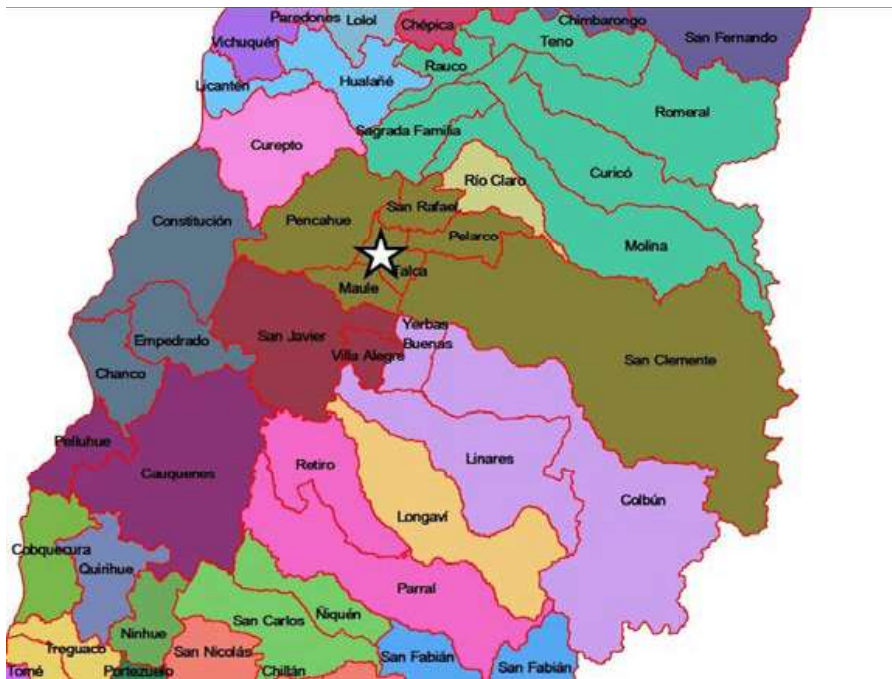 Paredones
Lolol
Chépica
Chimbarongo
Vichuquén
Teno
San Fernando
Rauco
Licantén
Hualañé
Romeral
Sagrada Familia
Curepto
Curicó
Río Claro
Constitución
Pencahue
San Rafael
Pelarco
Molina
Talca
Maule
Yerbas
Buenas
San Javier
Empedrado
Villa Alegre
San Clemente
Chanco
Pelluhue
Cauquenes
Retiro
Linares
Colbún
Longaví
Cobquecura
Quirihue
Parral
Ñiquén
San Carlos
Ninhue
Treguaco
San Nicolás
San Fabián
San Fabián
Tomé
Portezuelo
Chillán